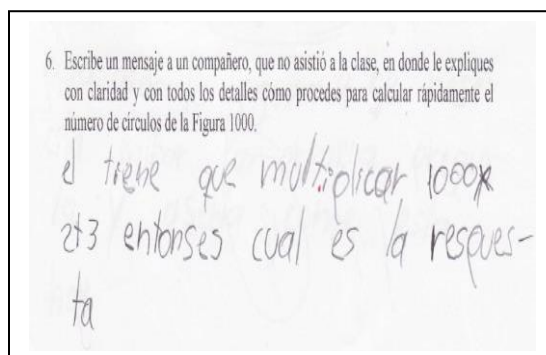 6. Escribe un mensaje a un compañero, que no asistió a la clase, en donde le expliques
con claridad y con todos los detalles cómo procedes para calcular rápidamente el
número de círculos de la Figura 1000.
el tiene que multiplicar 1000x
2+3 entonses cual es la respues-
ta